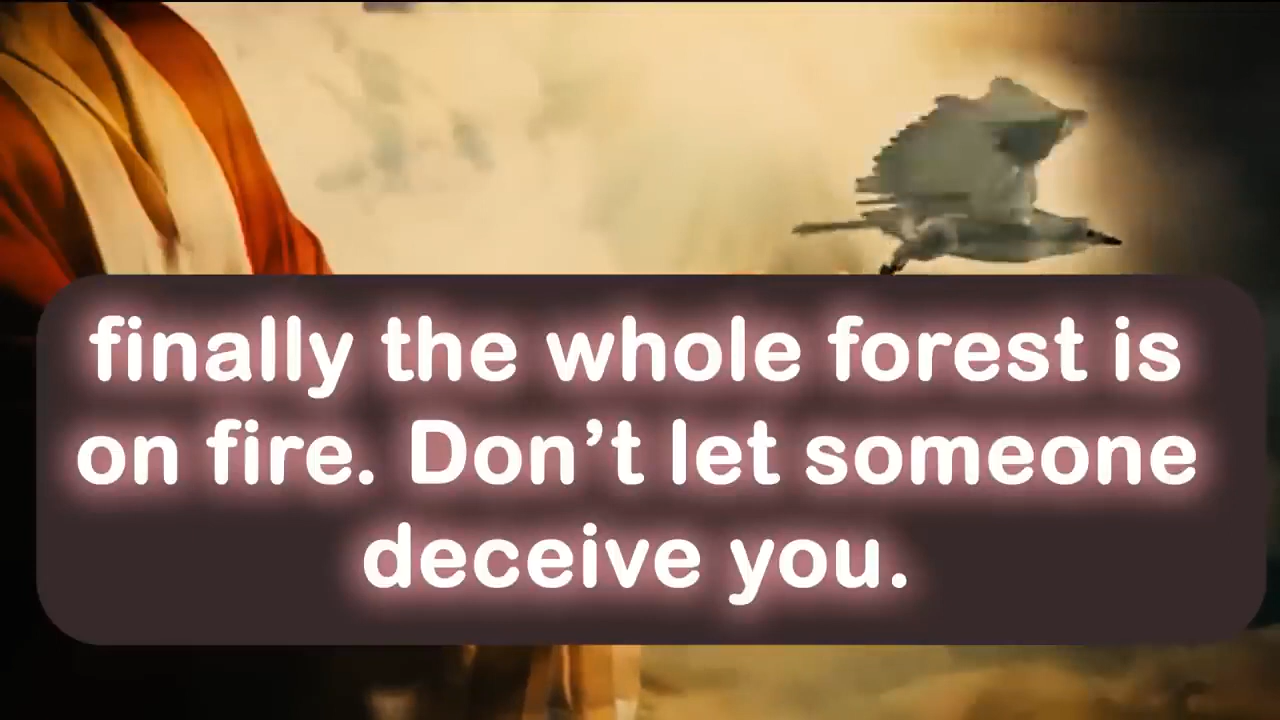 finally the whole forest is
on fire. Don’t let someone
deceive you.